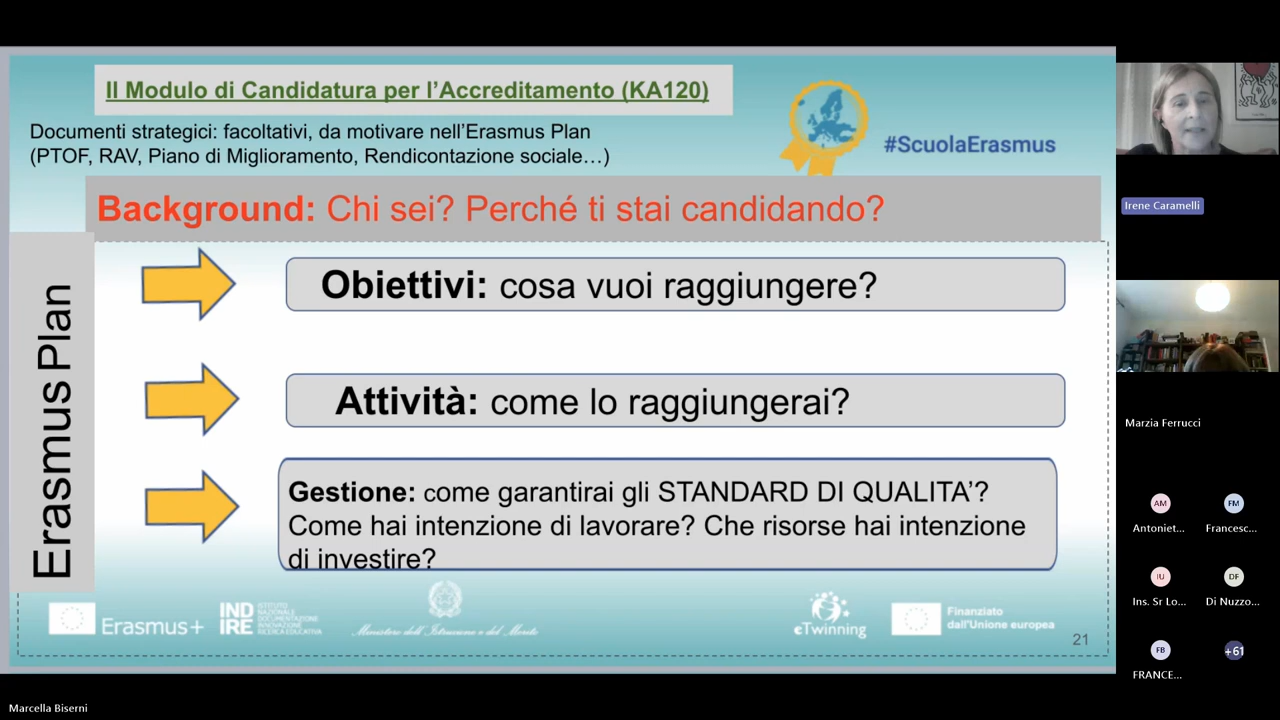 Il Modulo di Candidatura per l’Accreditamento (KA120)
Documenti strategici: facoltativi, da motivare nell’Erasmus Plan
(PTOF, RAV, Piano di Miglioramento, Rendicontazione sociale…)
#ScuolaErasmus
Background: Chi sei? Perché ti stai candidando?
Erasmus Plan
Obiettivi: cosa vuoi raggiungere?
Attività: come lo raggiungerai?
Gestione: come garantirai gli STANDARD DI QUALITA’?
Come hai intenzione di lavorare? Che risorse hai intenzione
di investire?
Erasmus+
INDIRE
ISTITUTO
NAZIONALE
DOCUMENTAZIONE
INNOVAZIONE
RICERCA EDUCATIVA
Ministero dell’Istruzione e del Merito
eTwinning
Finanziato
dall’Unione europea
21
Irene Caramelli
Marzia Ferrucci
AM
Antoniet...
FM
Francesc...
IU
Ins. Sr Lo...
DF
Di Nuzzo...
FB
FRANCE...
+61
Marcella Biserni